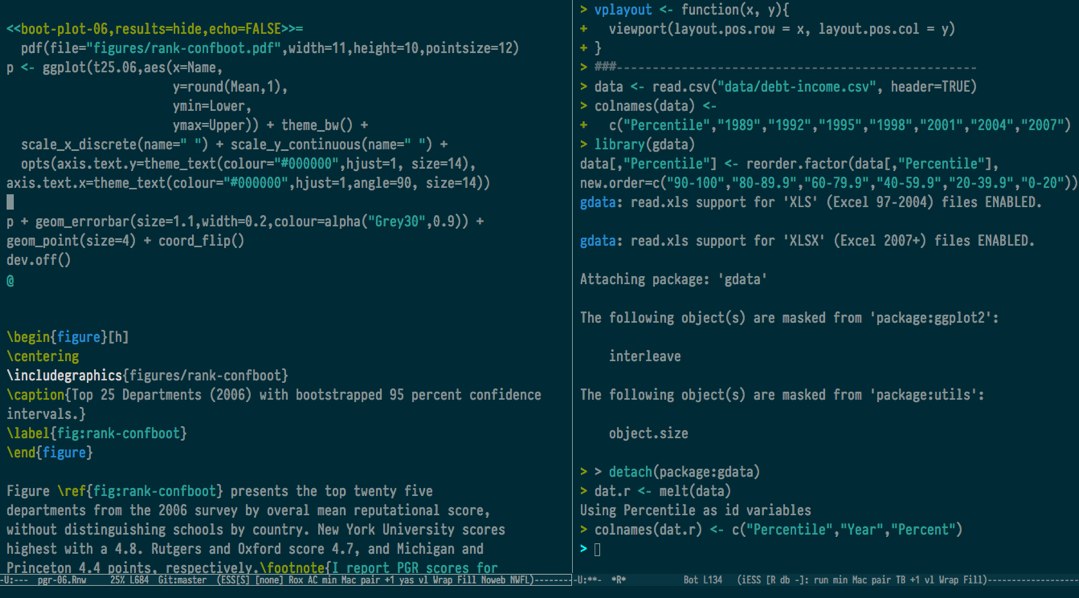 <<boot-plot-06,results=hide,echo=FALSE>>=
  pdf(file="figures/rank-confboot.pdf",width=11,height=10,pointsize=12)
p <- ggplot(t25.06,aes(x=Name,
                       y=round(Mean,1),
                       ymin=Lower,
                       ymax=Upper)) + theme_bw() +
  scale_x_discrete(name=" ") + scale_y_continuous(name=" ") +
  opts(axis.text.y=theme_text(colour="#000000",hjust=1, size=14),
axis.text.x=theme_text(colour="#000000",hjust=1,angle=90, size=14))
p + geom_errorbar(size=1.1,width=0.2,colour=alpha("Grey30",0.9)) +
geom_point(size=4) + coord_flip()
dev.off()
@
\begin{figure}[h]
\centering
\includegraphics{figures/rank-confboot}
\caption{Top 25 Departments (2006) with bootstrapped 95 percent confidence
intervals.}
\label{fig:rank-confboot}
\end{figure}
Figure \ref{fig:rank-confboot} presents the top twenty five
departments from the 2006 survey by overal mean reputational score,
without distinguishing schools by country. New York University scores
highest with a 4.8. Rutgers and Oxford score 4.7, and Michigan and
Princeton 4.4 points, respectively.\footnote{I report PGR scores for
-U:---  pgr-06.Rnw     25% L684  Git:master  (ESS[S] [none] Rox AC min Mac pair +1 yas vl Wrap Fill Noweb NWFL)-------
> vplayout <- function(x, y){
+   viewport(layout.pos.row = x, layout.pos.col = y)
+ }
> ###---------------------------------------------
> data <- read.csv("data/debt-income.csv", header=TRUE)
> colnames(data) <-
+   c("Percentile","1989","1992","1995","1998","2001","2004","2007")
> library(gdata)
data[,"Percentile"] <- reorder.factor(data[,"Percentile"],
new.order=c("90-100","80-89.9","60-79.9","40-59.9","20-39.9","0-20"))
gdata: read.xls support for 'XLS' (Excel 97-2004) files ENABLED.
gdata: read.xls support for 'XLSX' (Excel 2007+) files ENABLED.
Attaching package: 'gdata'
The following object(s) are masked from 'package:ggplot2':
    interleave
The following object(s) are masked from 'package:utils':
    object.size
> > detach(package:gdata)
> dat.r <- melt(data)
Using Percentile as id variables
> colnames(dat.r) <- c("Percentile","Year","Percent")
>
-U:**-  *R*            Bot L134   (iESS [R db -]: run min Mac pair TB +1 vl Wrap Fill)-----------------